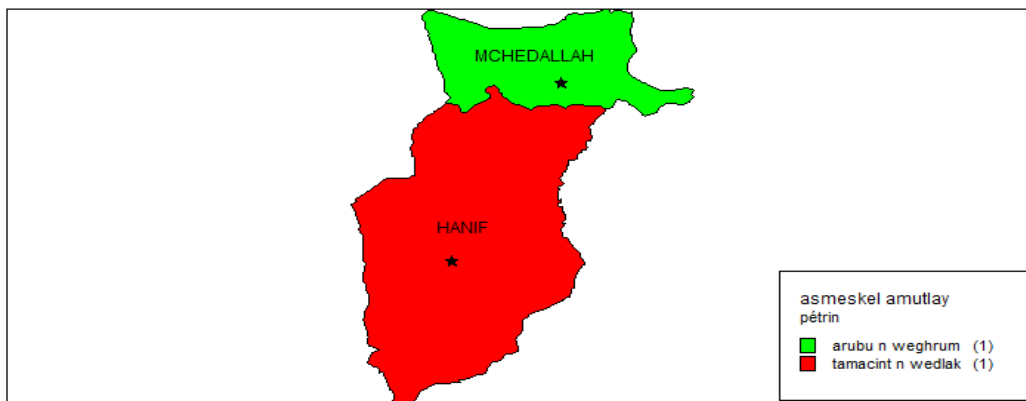 MCHEDALLAH
HANIF
asmeskel amutlay
pétrin
arubu n weghrum (1)
tamacint n wedlak (1)